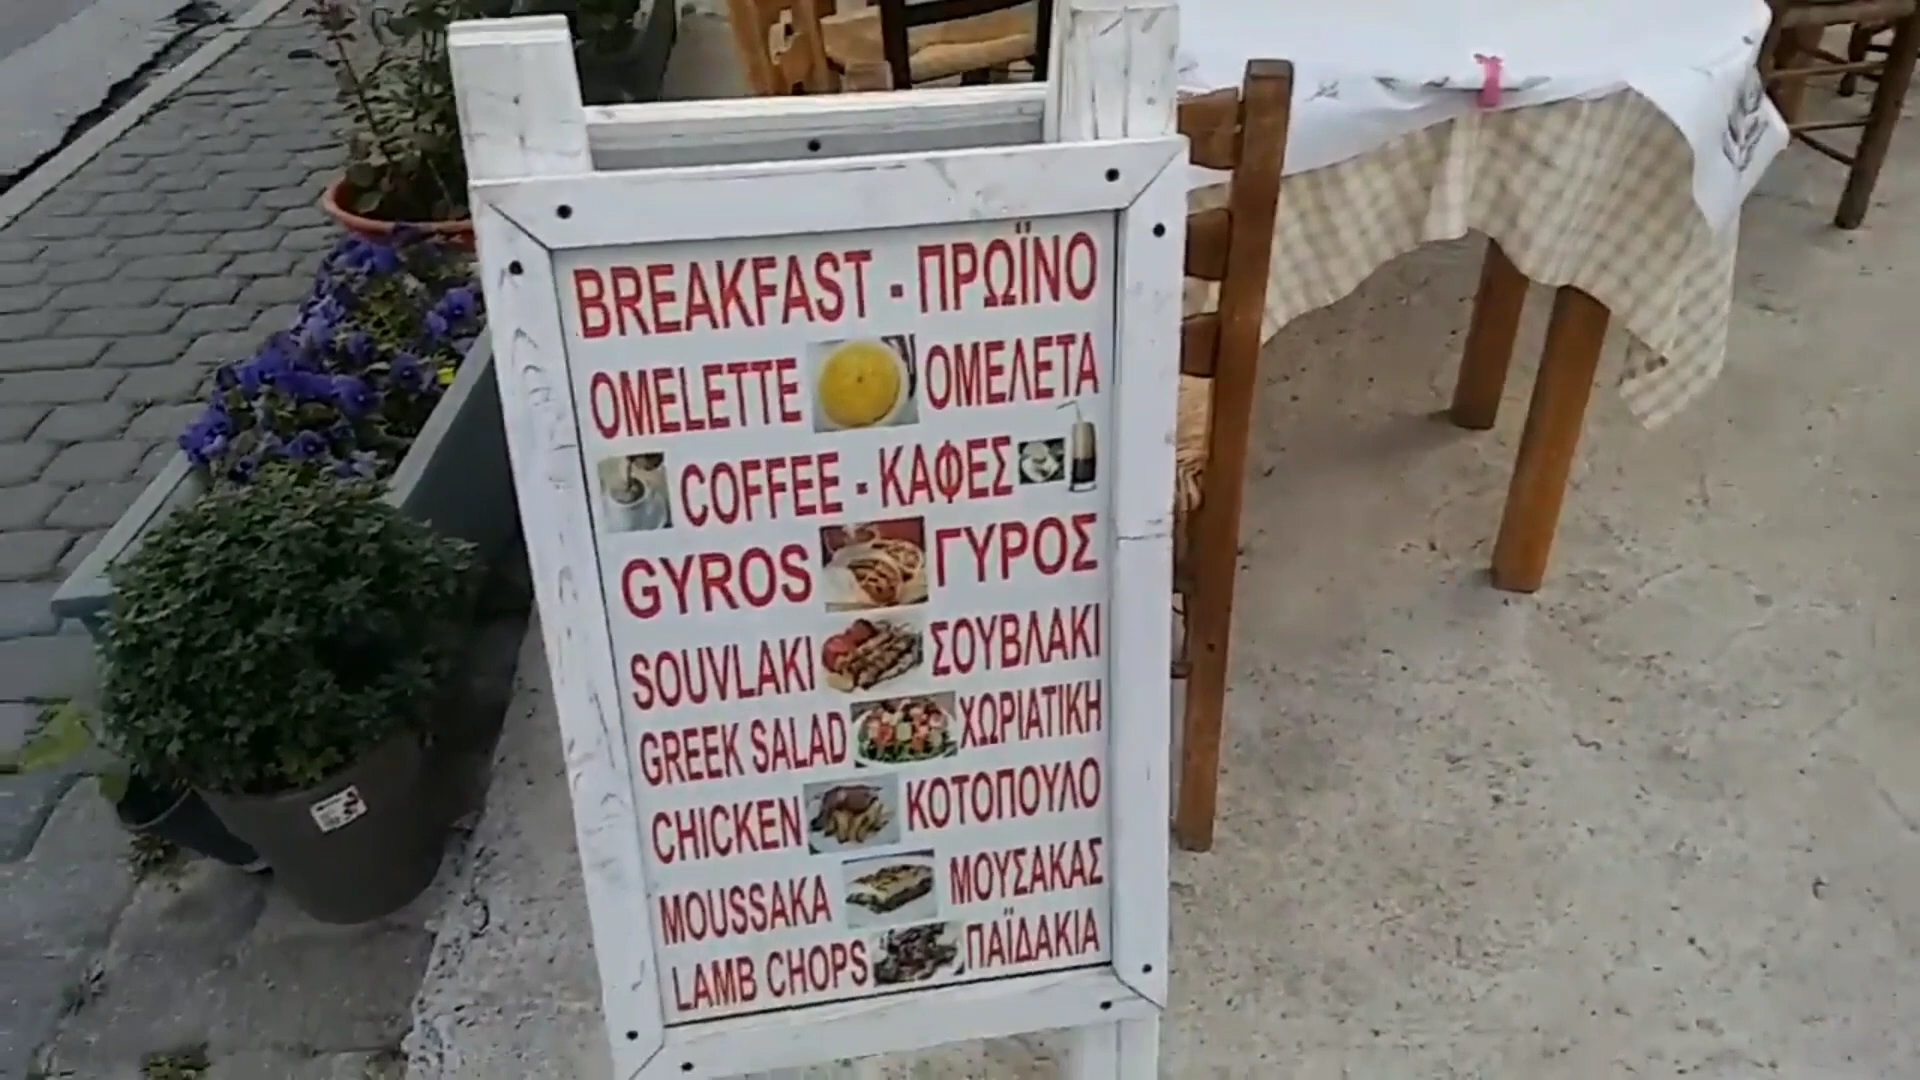 BREAKFAST - ΠΡΩΪΝΟ
OMELETTE ΟΜΕΛΕΤΑ
COFFEE - ΚΑΦΕΣ
GYROS ΓΥΡΟΣ
SOUVLAKI ΣΟΥΒΛΑΚΙ
GREEK SALAD ΧΩΡΙΑΤΙΚΗ
CHICKEN ΚΟΤΟΠΟΥΛΟ
MOUSSAKA ΜΟΥΣΑΚΑΣ
LAMB CHOPS ΠΑΪΔΑΚΙΑ